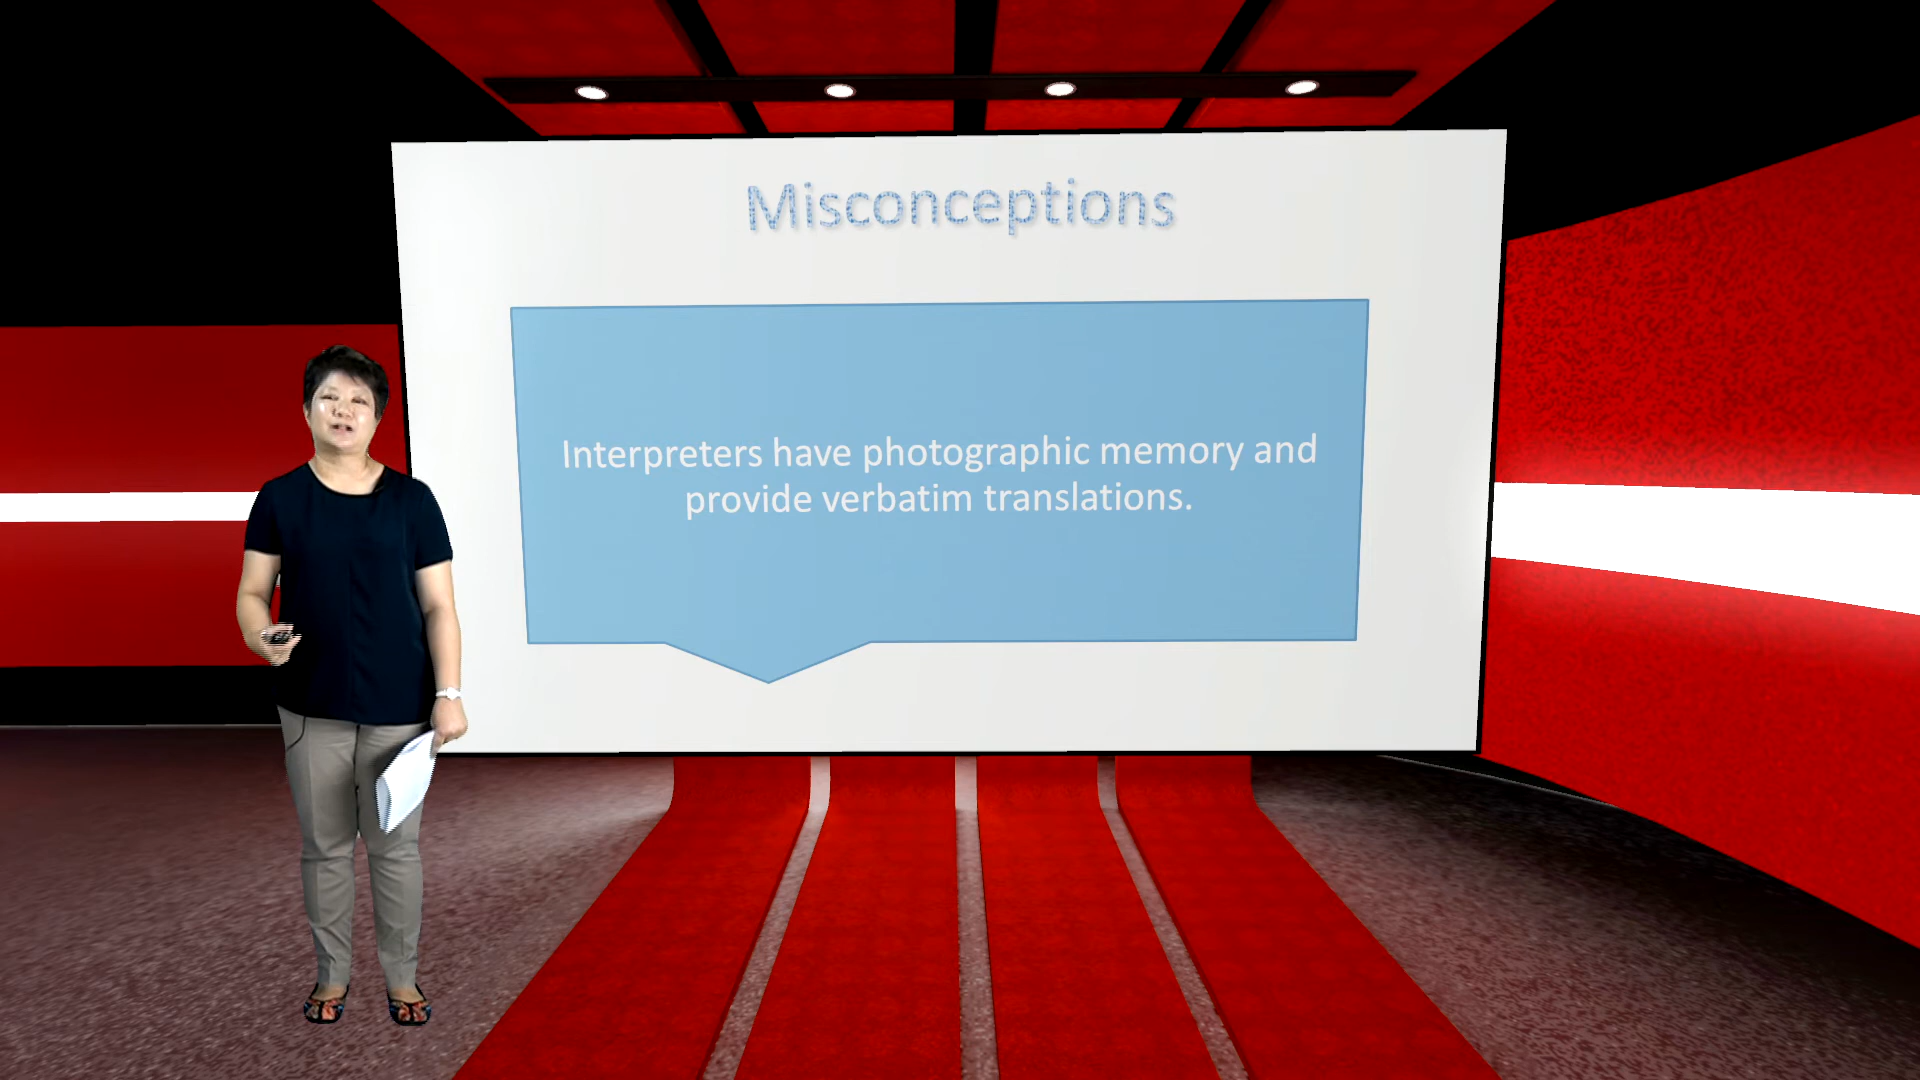 Misconceptions
Interpreters have photographic memory and
provide verbatim translations.